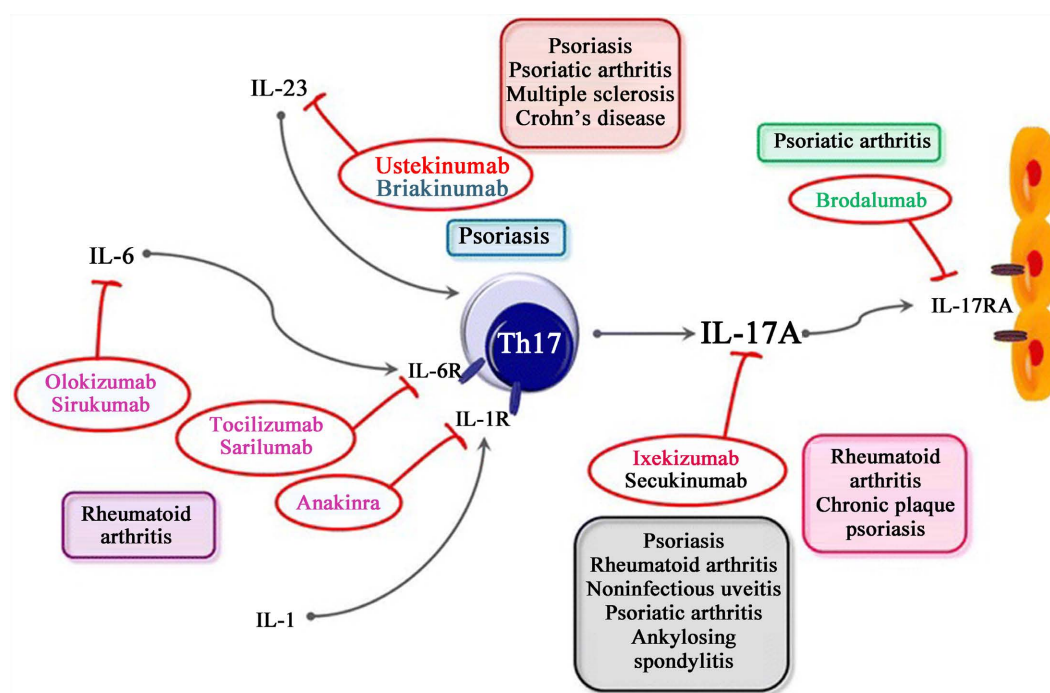 Psoriasis
Psoriatic arthritis
Multiple sclerosis
Crohn's disease
IL-23
Ustekinumab
Briakinumab
Psoriatic arthritis
Brodalumab
Psoriasis
IL-6
IL-17RA
Th17
IL-17A
IL-6R
Olokizumab
Sirukumab
Tocilizumab
Sarilumab
IL-1R
Anakinra
Ixekizumab
Secukinumab
Rheumatoid
arthritis
Chronic plaque
psoriasis
Rheumatoid
arthritis
Psoriasis
Rheumatoid arthritis
Noninfectious uveitis
Psoriatic arthritis
Ankylosing
spondylitis
IL-1